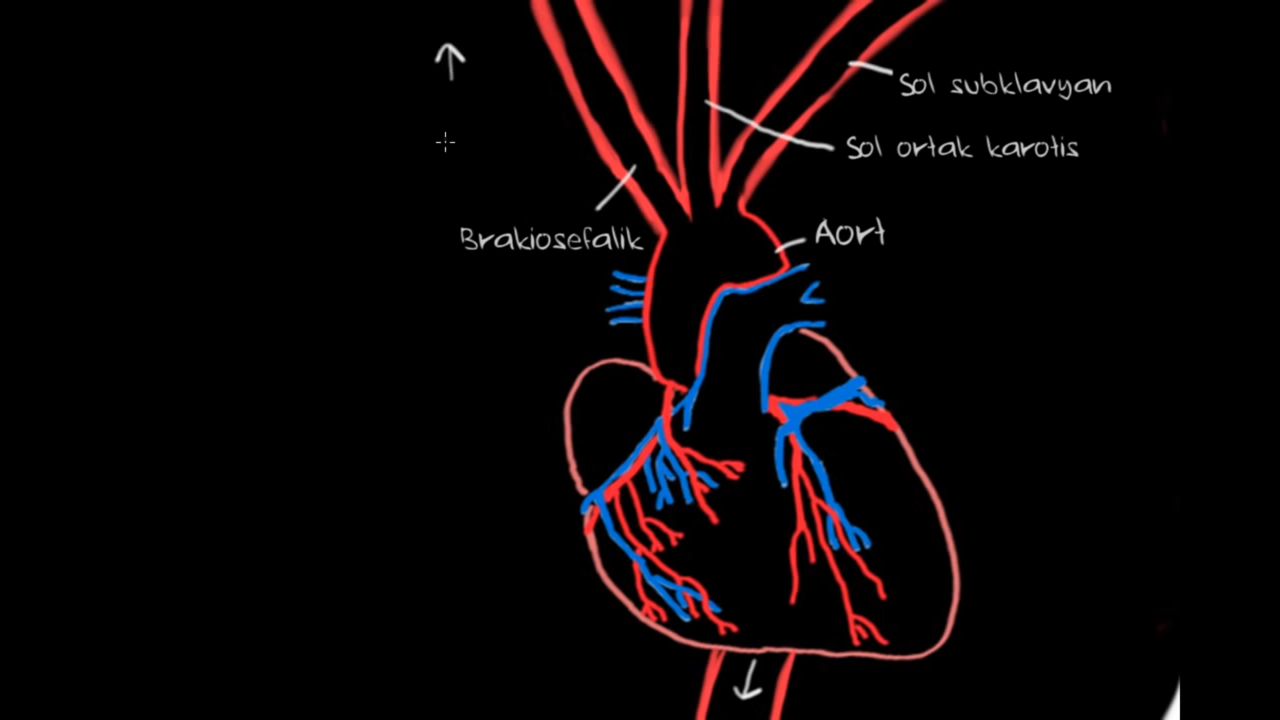 Sol subklavyan
Sol ortak karotis
Brakiosefalik
Aort